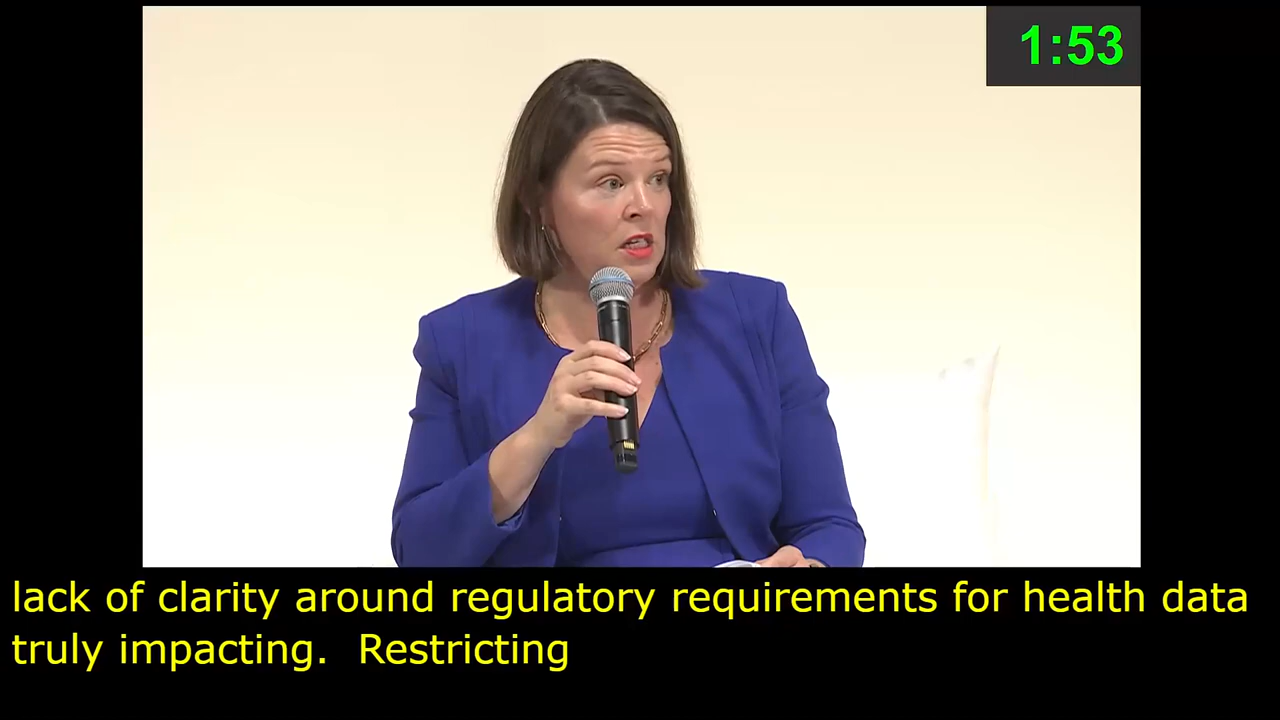 1:53
lack of clarity around regulatory requirements for health data
truly impacting.  Restricting